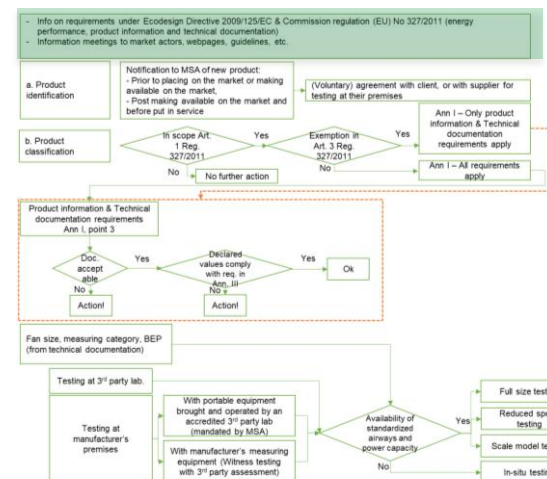 - Info on requirements under Ecodesign Directive 2009/125/EC & Commission regulation (EU) No 327/2011 (energy
performance, product information and technical documentation)
- Information meetings to market actors, webpages, guidelines, etc.
a. Product
identification
Notification to MSA of new product:
- Prior to placing on the market or making
available on the market,
- Post making available on the market and
before put in service
(Voluntary) agreement with client, or with supplier for
testing at their premises
b. Product
classification
In scope Art.
1 Reg.
327/2011
Yes
Exemption in
Art. 3 Reg.
327/2011
Yes
Ann I – Only product
information & Technical
documentation
requirements apply
No
No further action
No
Ann I – All requirements
apply
Product information & Technical
documentation requirements
Ann I, point 3
Doc.
accept
able
Yes
Declared
values comply
with req. in
Ann. III
Yes
Ok
No
Action!
No
Action!
Fan size, measuring category, BEP
(from technical documentation)
Testing at 3rd party lab.
Testing at
manufacturer's
premises
With portable equipment
brought and operated by an
accredited 3rd party lab
(mandated by MSA)
With manufacturer's measuring
equipment (Witness testing
with 3rd party assessment)
Availability of
standardized
airways and
power capacity
Yes
No
Full size test
Reduced
testing
Scale model
In-situ testin